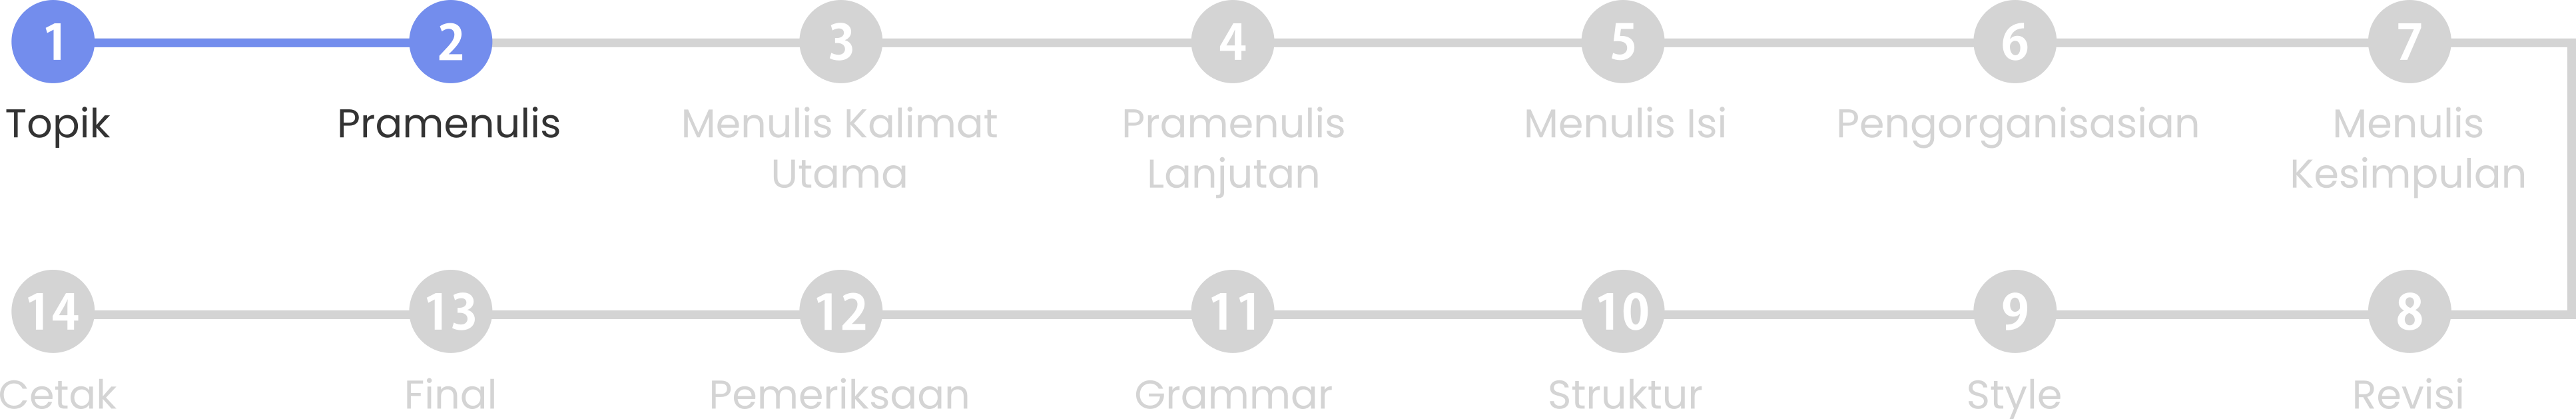 1 2 3 4 5 6 7
Topik Pramenulis Menulis Kalimat Pramenulis Menulis Isi Pengorganisasian Menulis
Utama Lanjutan Kesimpulan
14 13 12 11 10 9 8
Cetak Final Pemeriksaan Grammar Struktur Style Revisi